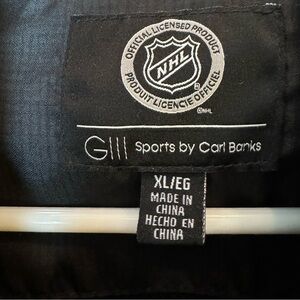 OFFICIAL LICENSED PRODUCT
NHL
®
PRODUIT LICENCIÉ OFFICIEL
©NHL
GIII Sports by Carl Banks
XL/EG
MADE IN
CHINA
HECHO EN
CHINA